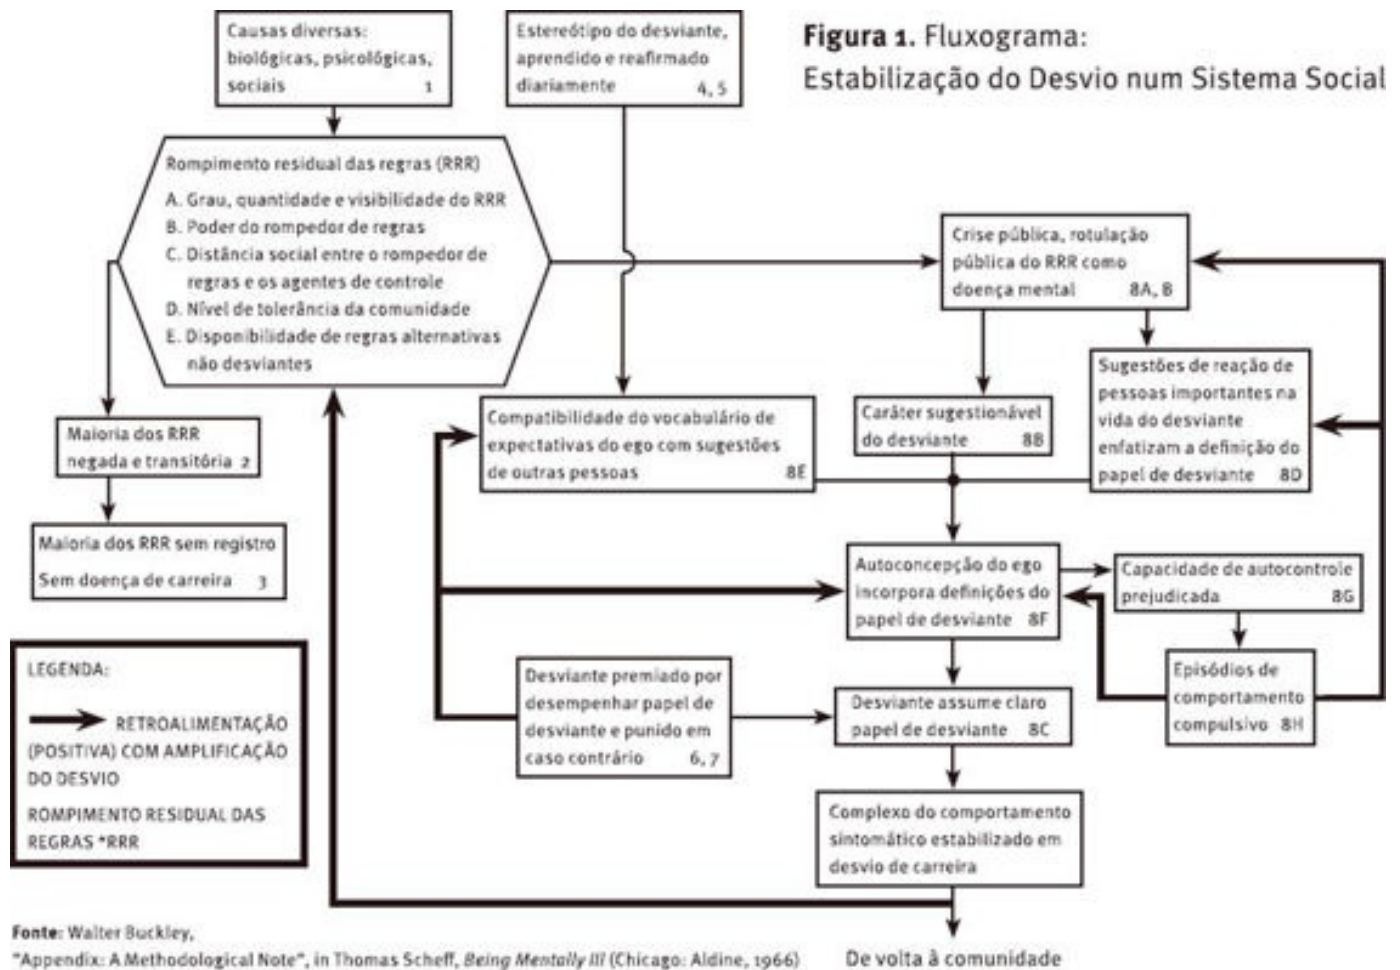 Causas diversas:
biológicas, psicológicas,
sociais 1
Estereótipo do desviante,
aprendido e reafirmado
diariamente 4, 5
Figura 1. Fluxograma:
Estabilização do Desvio num Sistema Social
Rompimento residual das regras (RRR)
A. Grau, quantidade e visibilidade do RRR
B. Poder do rompedor de regras
C. Distância social entre o rompedor de
regras e os agentes de controle
D. Nível de tolerância da comunidade
E. Disponibilidade de regras alternativas
não desviantes
Crise pública, rotulação
pública do RRR como
doença mental 8A, B
Maioria dos RRR
negada e transitória 2
Compatibilidade do vocabulário de
expectativas do ego com sugestões
de outras pessoas 8E
Caráter sugestionável
do desviante 8B
Sugestões de reação de
pessoas importantes na
vida do desviante
enfatizam a definição do
papel de desviante 8D
Maioria dos RRR sem registro
Sem doença de carreira 3
Autoconcepção do ego
incorpora definições do
papel de desviante 8F
Capacidade de autocontrole
prejudicada 8G
LEGENDA:
RETROALIMENTAÇÃO
(POSITIVA) COM AMPLIFICAÇÃO
DO DESVIO
ROMPIMENTO RESIDUAL DAS
REGRAS *RRR
Desviante premiado por
desempenhar papel de
desviante e punido em
caso contrário 6, 7
Desviante assume claro
papel de desviante 8C
Episódios de
comportamento
compulsivo 8H
Complexo do comportamento
sintomático estabilizado em
desvio de carreira
Fonte: Walter Buckley,
"Appendix: A Methodological Note", in Thomas Scheff, Being Mentally Ill (Chicago: Aldine, 1966)
De volta à comunidade